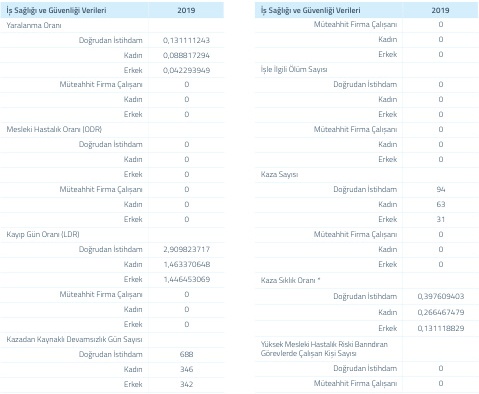 İş Sağlığı ve Güvenliği Verileri 2019
Yaralanma Oranı
Doğrudan İstihdam 0,131111243
Kadın 0,088817294
Erkek 0,042293949
Müteahhit Firma Çalışanı 0
Kadın 0
Erkek 0
Mesleki Hastalık Oranı (ODR)
Doğrudan İstihdam 0
Kadın 0
Erkek 0
Müteahhit Firma Çalışanı 0
Kadın 0
Erkek 0
Kayıp Gün Oranı (LDR)
Doğrudan İstihdam 2,909823717
Kadın 1,463370648
Erkek 1,446453069
Müteahhit Firma Çalışanı 0
Kadın 0
Erkek 0
Kazadan Kaynaklı Devamsızlık Gün Sayısı
Doğrudan İstihdam 688
Kadın 346
Erkek 342
İş Sağlığı ve Güvenliği Verileri 2019
Müteahhit Firma Çalışanı 0
Kadın 0
Erkek 0
İşle İlgili Ölüm Sayısı
Doğrudan İstihdam 0
Kadın 0
Erkek 0
Müteahhit Firma Çalışanı 0
Kadın 0
Erkek 0
Kaza Sayısı
Doğrudan İstihdam 94
Kadın 63
Erkek 31
Müteahhit Firma Çalışanı 0
Kadın 0
Erkek 0
Kaza Sıklık Oranı *
Doğrudan İstihdam 0,397609403
Kadın 0,266467479
Erkek 0,131118829
Yüksek Mesleki Hastalık Riski Barındıran
Görevlerde Çalışan Kişi Sayısı
Doğrudan İstihdam 0
Müteahhit Firma Çalışanı 0